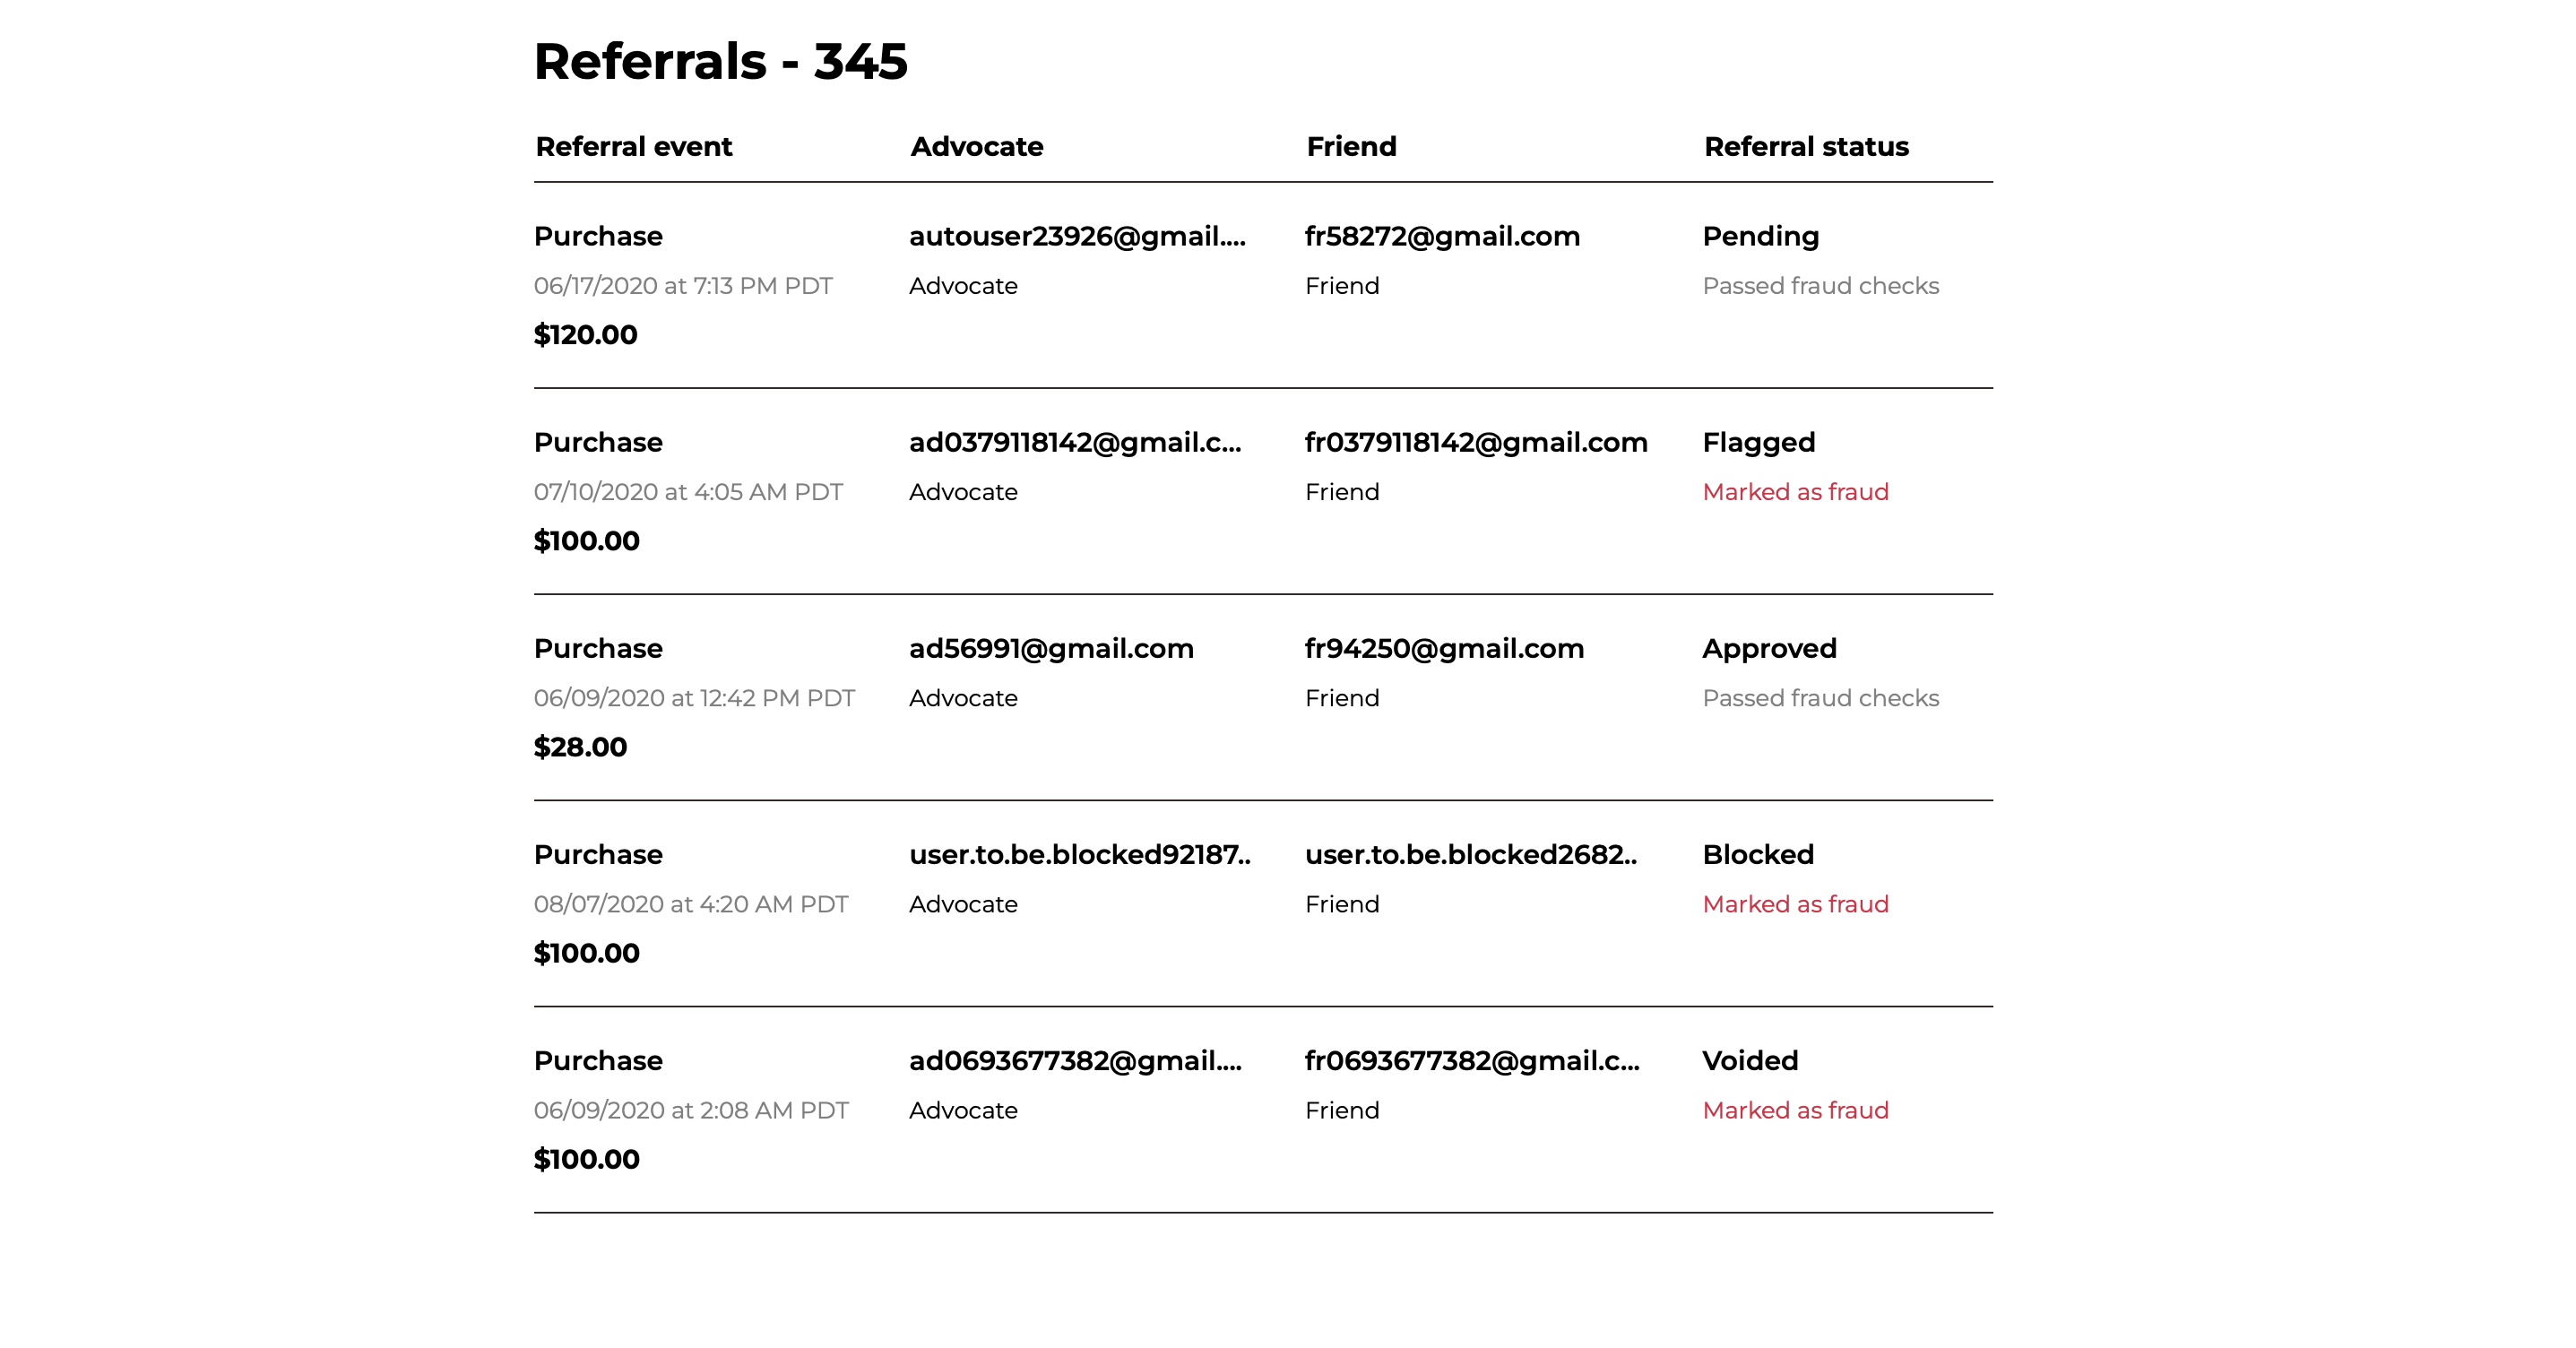 Referrals - 345
Referral event Advocate Friend Referral status
Purchase autouser23926@gmail.... fr58272@gmail.com Pending
06/17/2020 at 7:13 PM PDT Advocate Friend Passed fraud checks
$120.00
Purchase ad0379118142@gmail.c... fr0379118142@gmail.com Flagged
07/10/2020 at 4:05 AM PDT Advocate Friend Marked as fraud
$100.00
Purchase ad56991@gmail.com fr94250@gmail.com Approved
06/09/2020 at 12:42 PM PDT Advocate Friend Passed fraud checks
$28.00
Purchase user.to.be.blocked92187.. user.to.be.blocked2682.. Blocked
08/07/2020 at 4:20 AM PDT Advocate Friend Marked as fraud
$100.00
Purchase ad0693677382@gmail.... fr0693677382@gmail.c... Voided
06/09/2020 at 2:08 AM PDT Advocate Friend Marked as fraud
$100.00